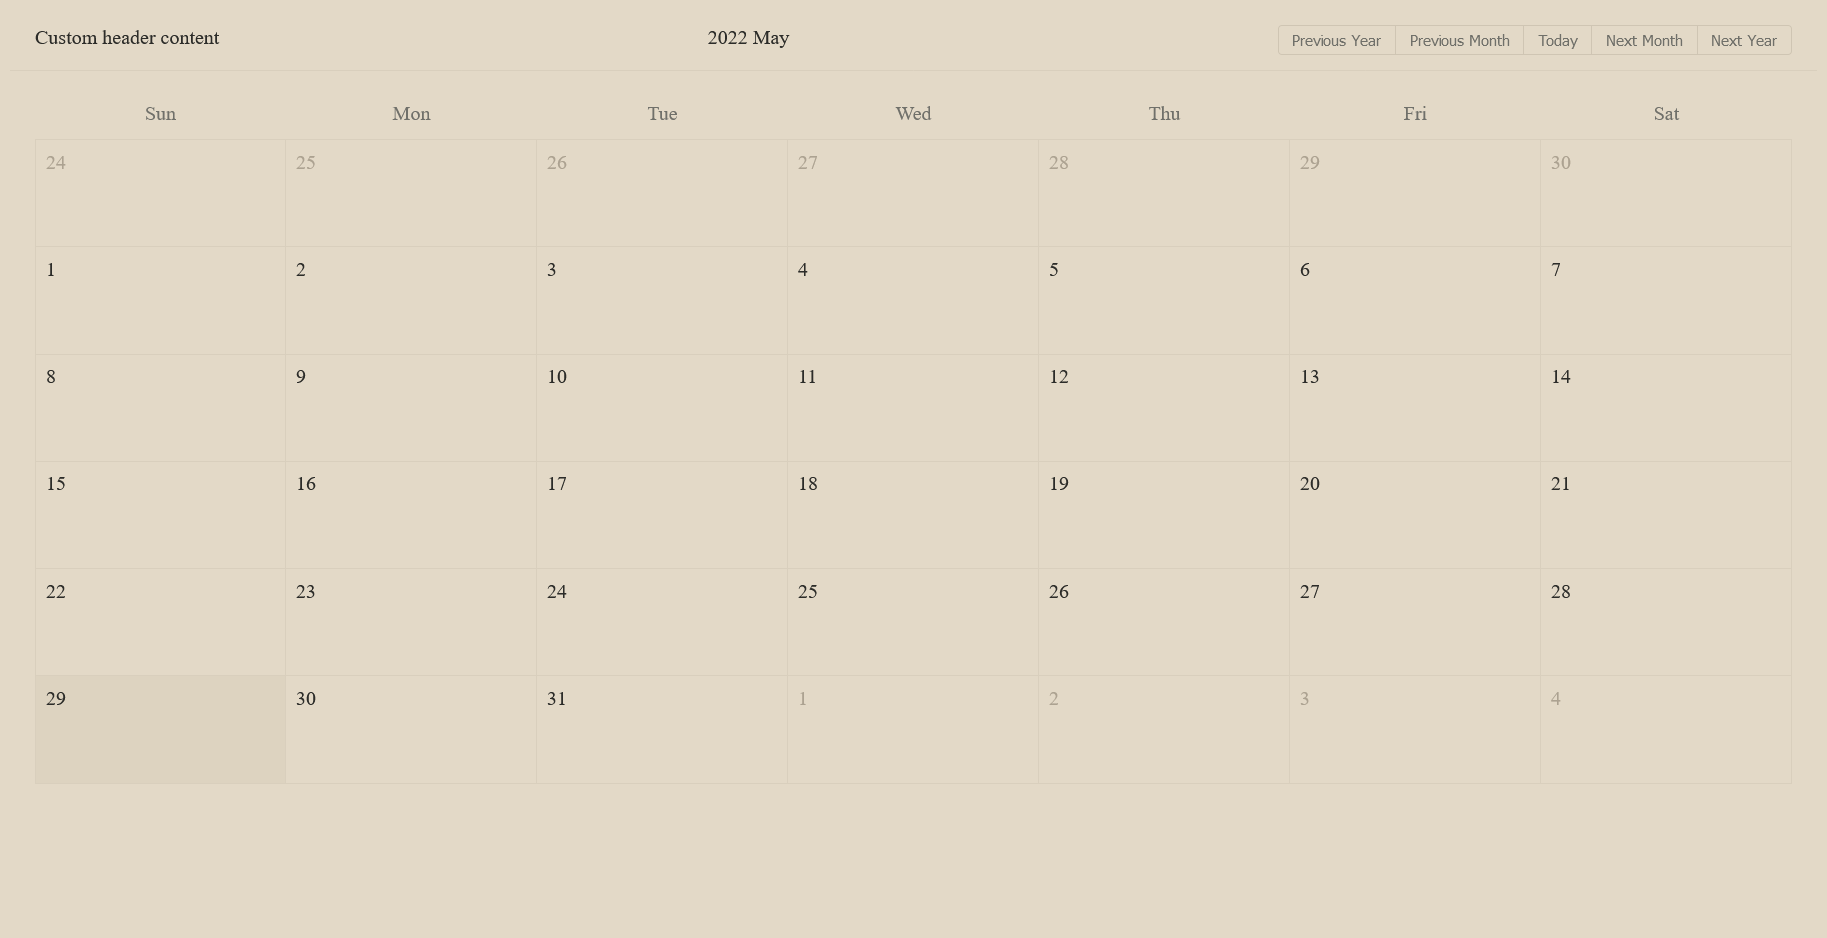 Custom header content 2022 May Previous Year Previous Month Today Next Month Next Year
Sun Mon Tue Wed Thu Fri Sat
24 25 26 27 28 29 30
1 2 3 4 5 6 7
8 9 10 11 12 13 14
15 16 17 18 19 20 21
22 23 24 25 26 27 28
29 30 31 1 2 3 4